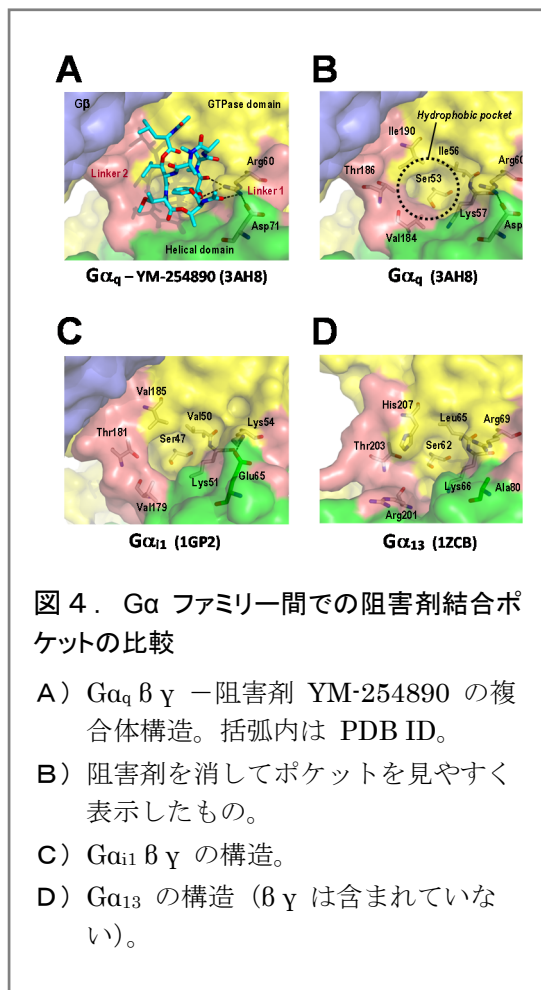 A
B
Gβ
GTPase domain
Linker 2
Arg60
Linker 1
Asp71
Helical domain
Gαq – YM-254890 (3AH8)
Hydrophobic pocket
Ile190
Ile56
Thr186
Ser53
Arg60
Lys57
Val184
Asp
Gαq (3AH8)
C
D
Val185
Val50
Lys54
Thr181
Ser47
Lys51
Glu65
Val179
Gαi1 (1GP2)
His207
Leu65
Arg69
Thr203
Ser62
Lys66
Ala80
Arg201
Gα13 (1ZCB)
図4. Gα ファミリー間での阻害剤結合ポ
ケットの比較
A) Gαq β γ −阻害剤 YM-254890 の複
合体構造。括弧内は PDB ID。
B) 阻害剤を消してポケットを見やすく
表示したもの。
C) Gαi1 β γ の構造。
D) Gα13 の構造(β γ は含まれていな
い)。